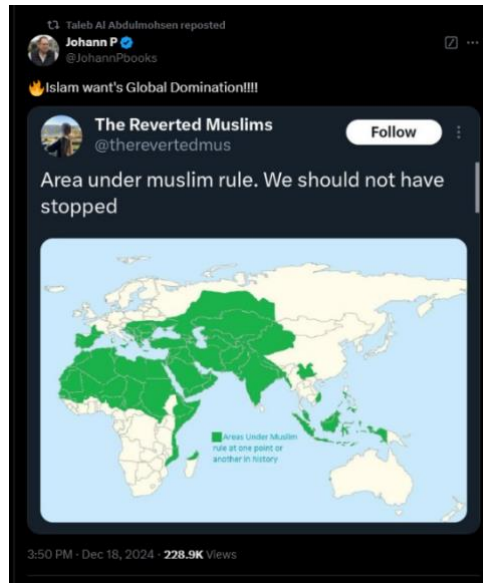 Taleb Al Abdulmohsen reposted
Johann P
@JohannPbooks
🔥Islam want's Global Domination!!!!
The Reverted Muslims
@therevertedmus
Follow
Area under muslim rule. We should not have
stopped
Areas Under Muslim
rule at one point or
another in history
3:50 PM · Dec 18, 2024 · 228.9K Views